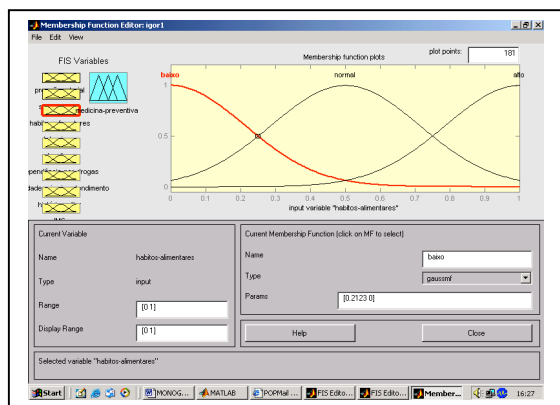 Membership Function Editor: igor1
File Edit View
FIS Variables
Membership function plots
plot points:
181
medicina-preventiva
baixo
normal
alto
1
0.5
0
0 0.1 0.2 0.3 0.4 0.5 0.6 0.7 0.8 0.9 1
input variable "habitos-alimentares"
Current Variable
Name
habitos-alimentares
Type
input
Range
[0 1]
Display Range
[0 1]
Current Membership Function (click on MF to select)
Name
baixo
Type
gaussmf
Params
[0.2123 0]
Help
Close
Selected variable "habitos-alimentares"
Start
MONOG...
MATLAB
POPMail ...
FIS Edito...
FIS Edito...
Member...
16:27